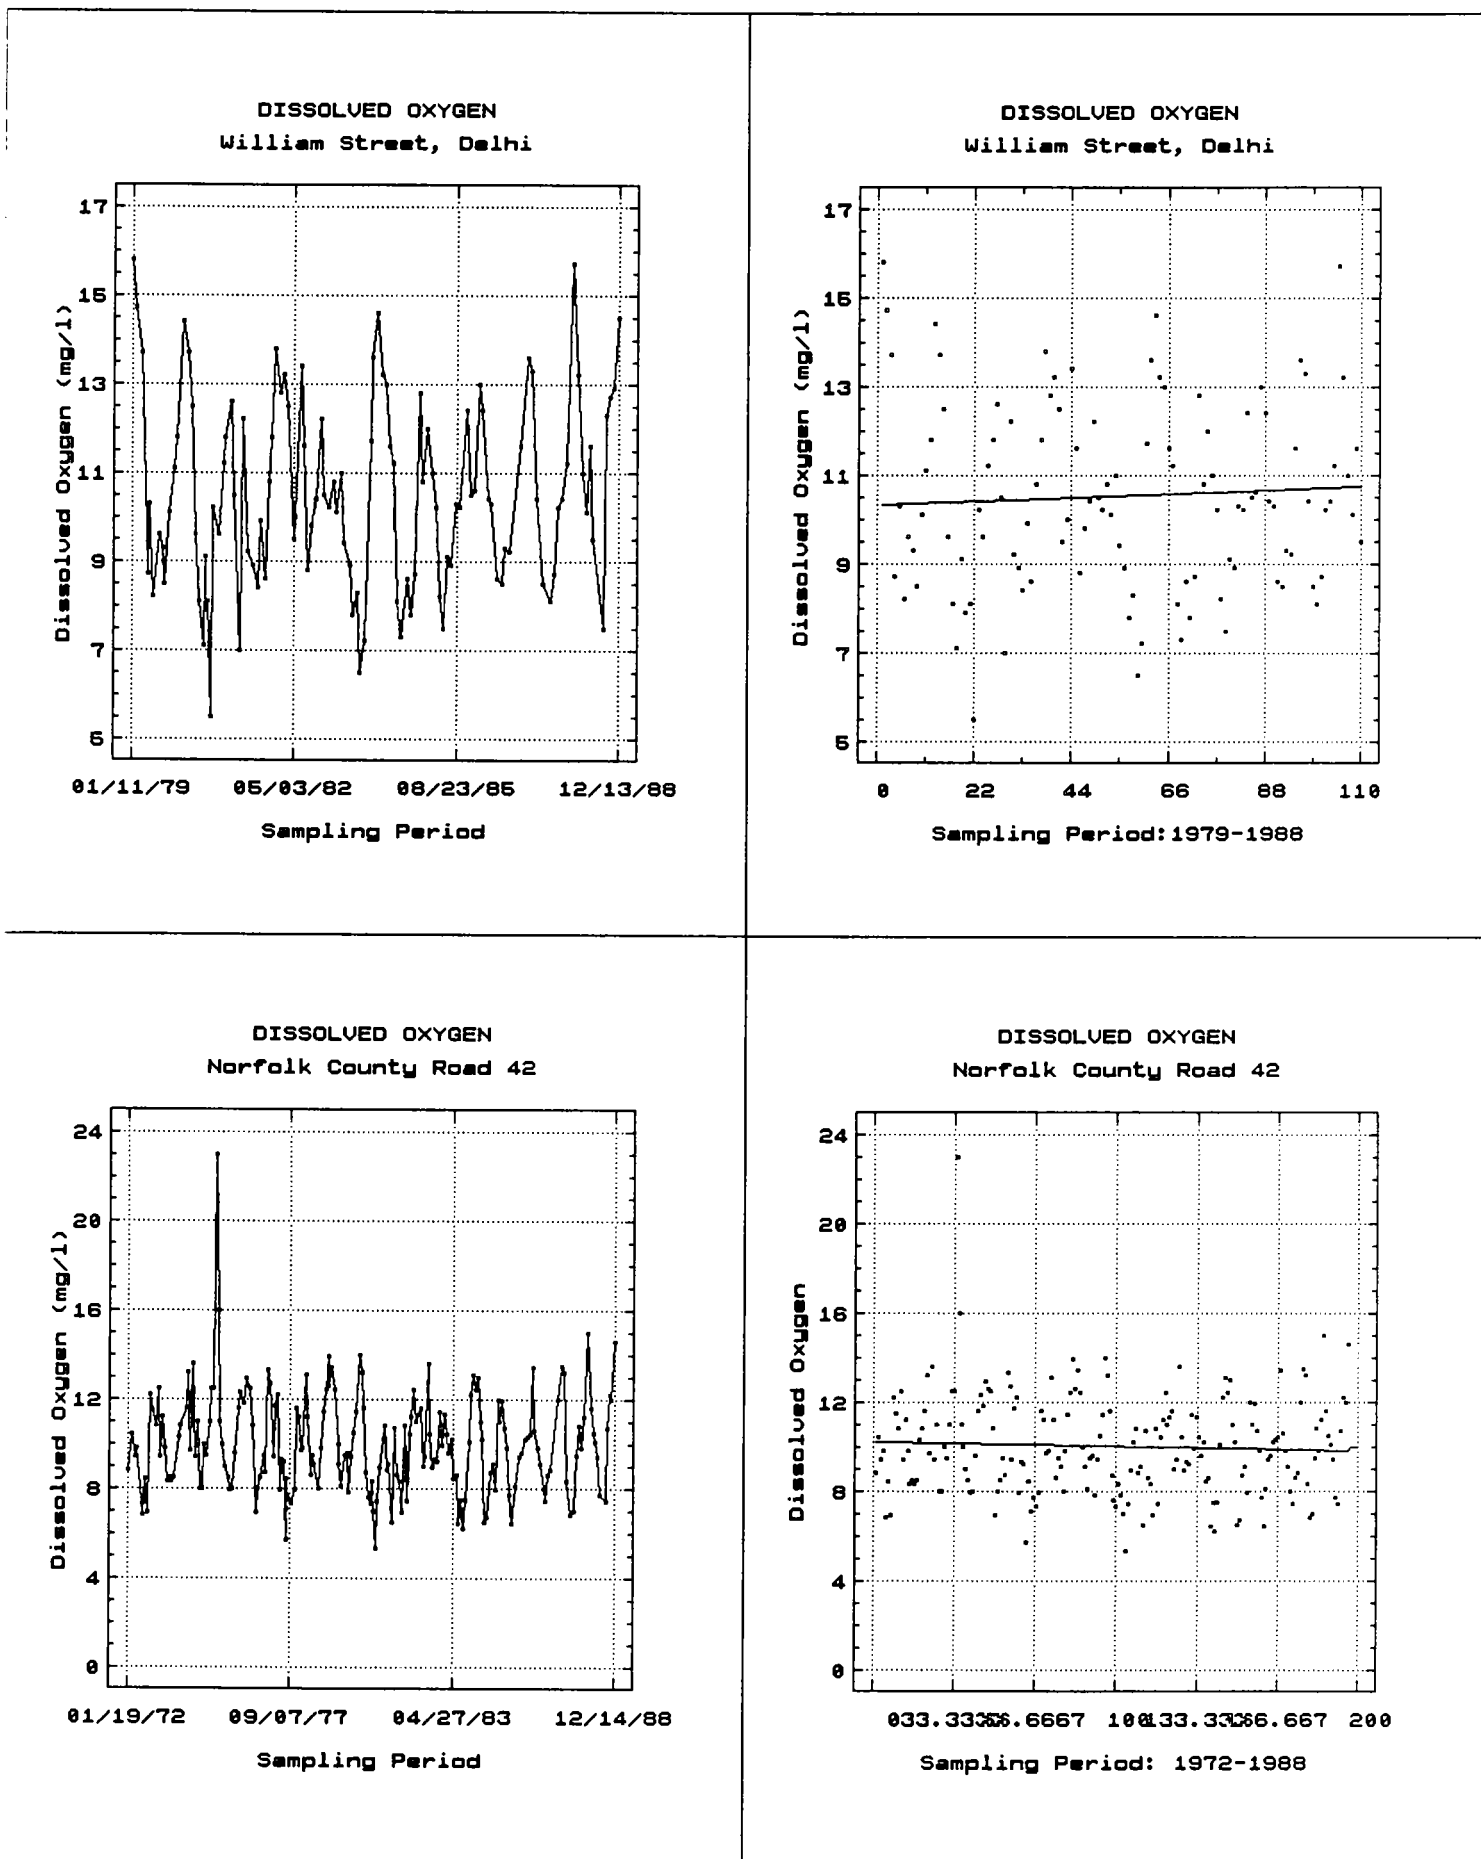 DISSOLVED OXYGEN
William Street, Delhi
17
15
13
11
9
7
5
Dissolved Oxygen (mg/l)
01/11/79 05/03/82 08/23/85 12/13/88
Sampling Period
DISSOLVED OXYGEN
William Street, Delhi
17
15
13
11
9
7
5
Dissolved Oxygen (mg/l)
0 22 44 66 88 110
Sampling Period:1979-1988
DISSOLVED OXYGEN
Norfolk County Road 42
24
20
16
12
8
4
0
Dissolved Oxygen (mg/l)
01/19/72 09/07/77 04/27/83 12/14/88
Sampling Period
DISSOLVED OXYGEN
Norfolk County Road 42
24
20
16
12
8
4
0
Dissolved Oxygen
200
Sampling Period: 1972-1988